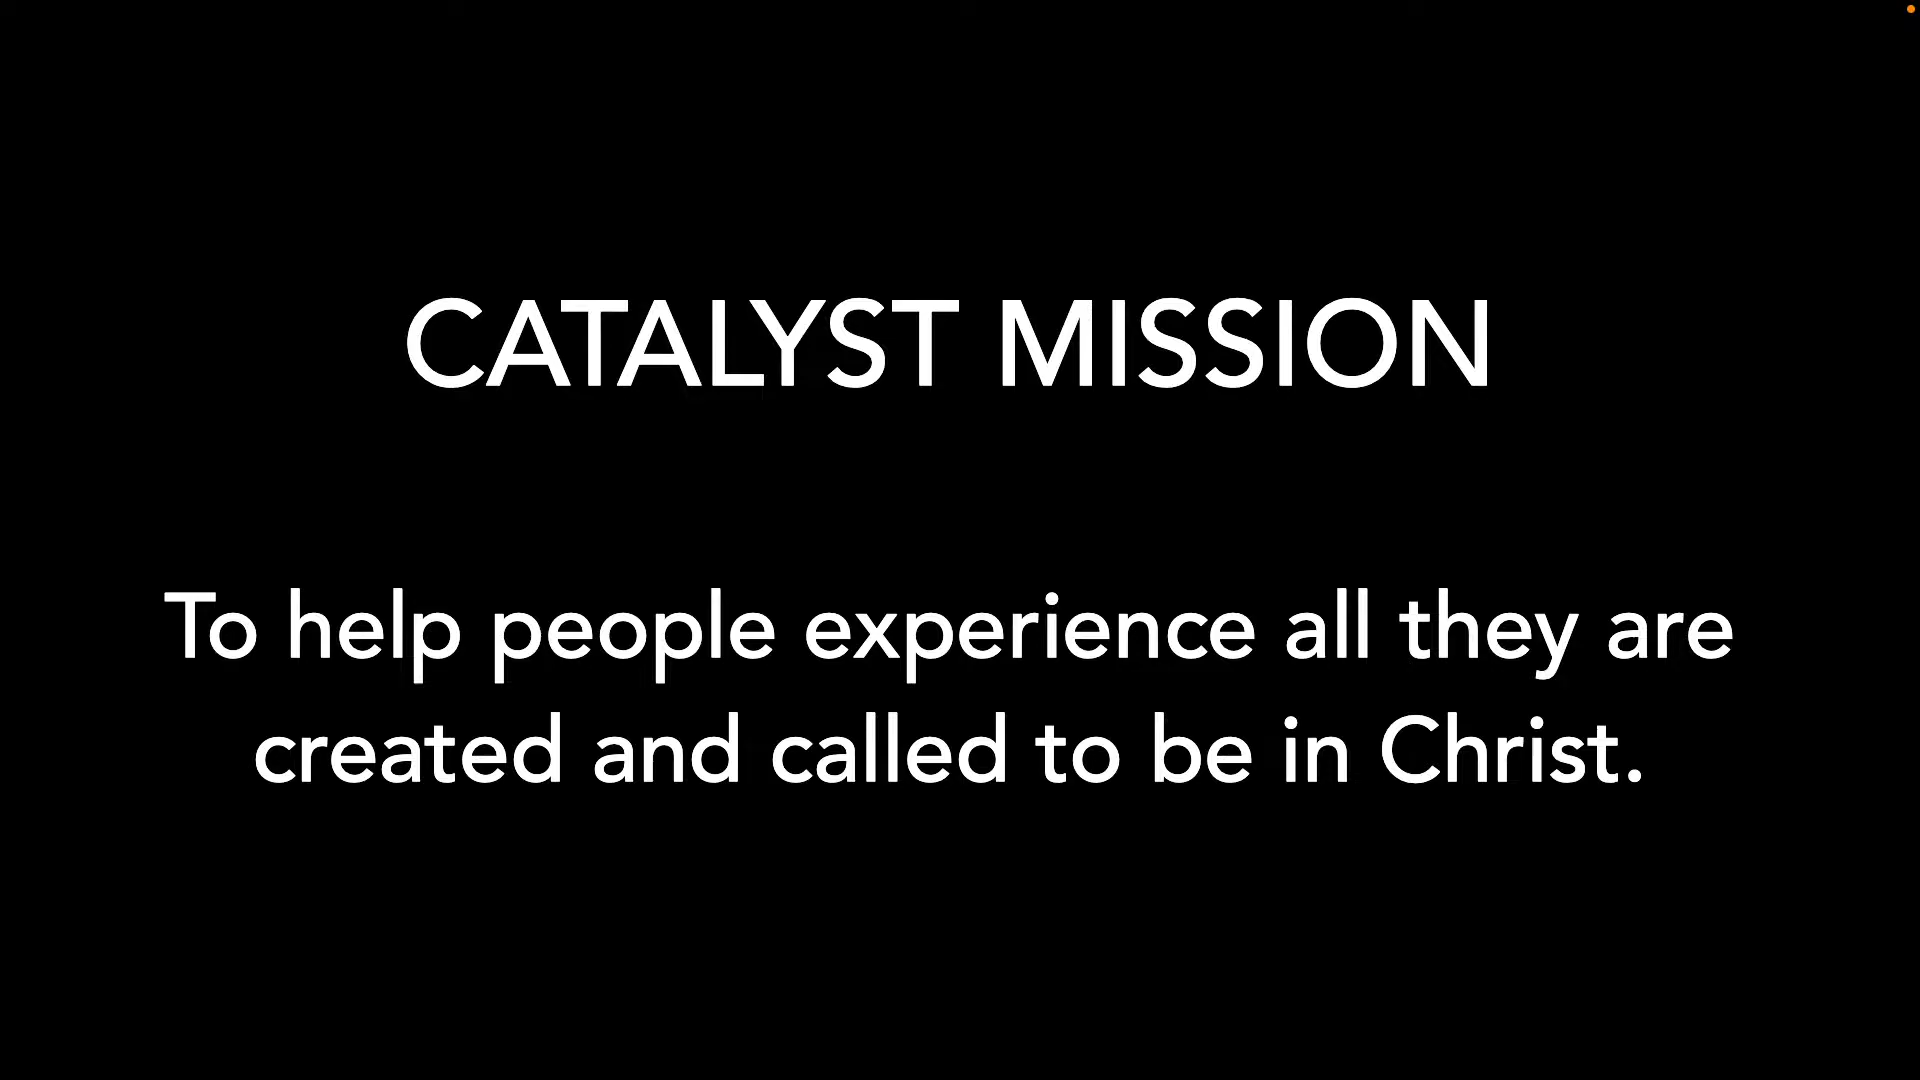 CATALYST MISSION
To help people experience all they are
created and called to be in Christ.